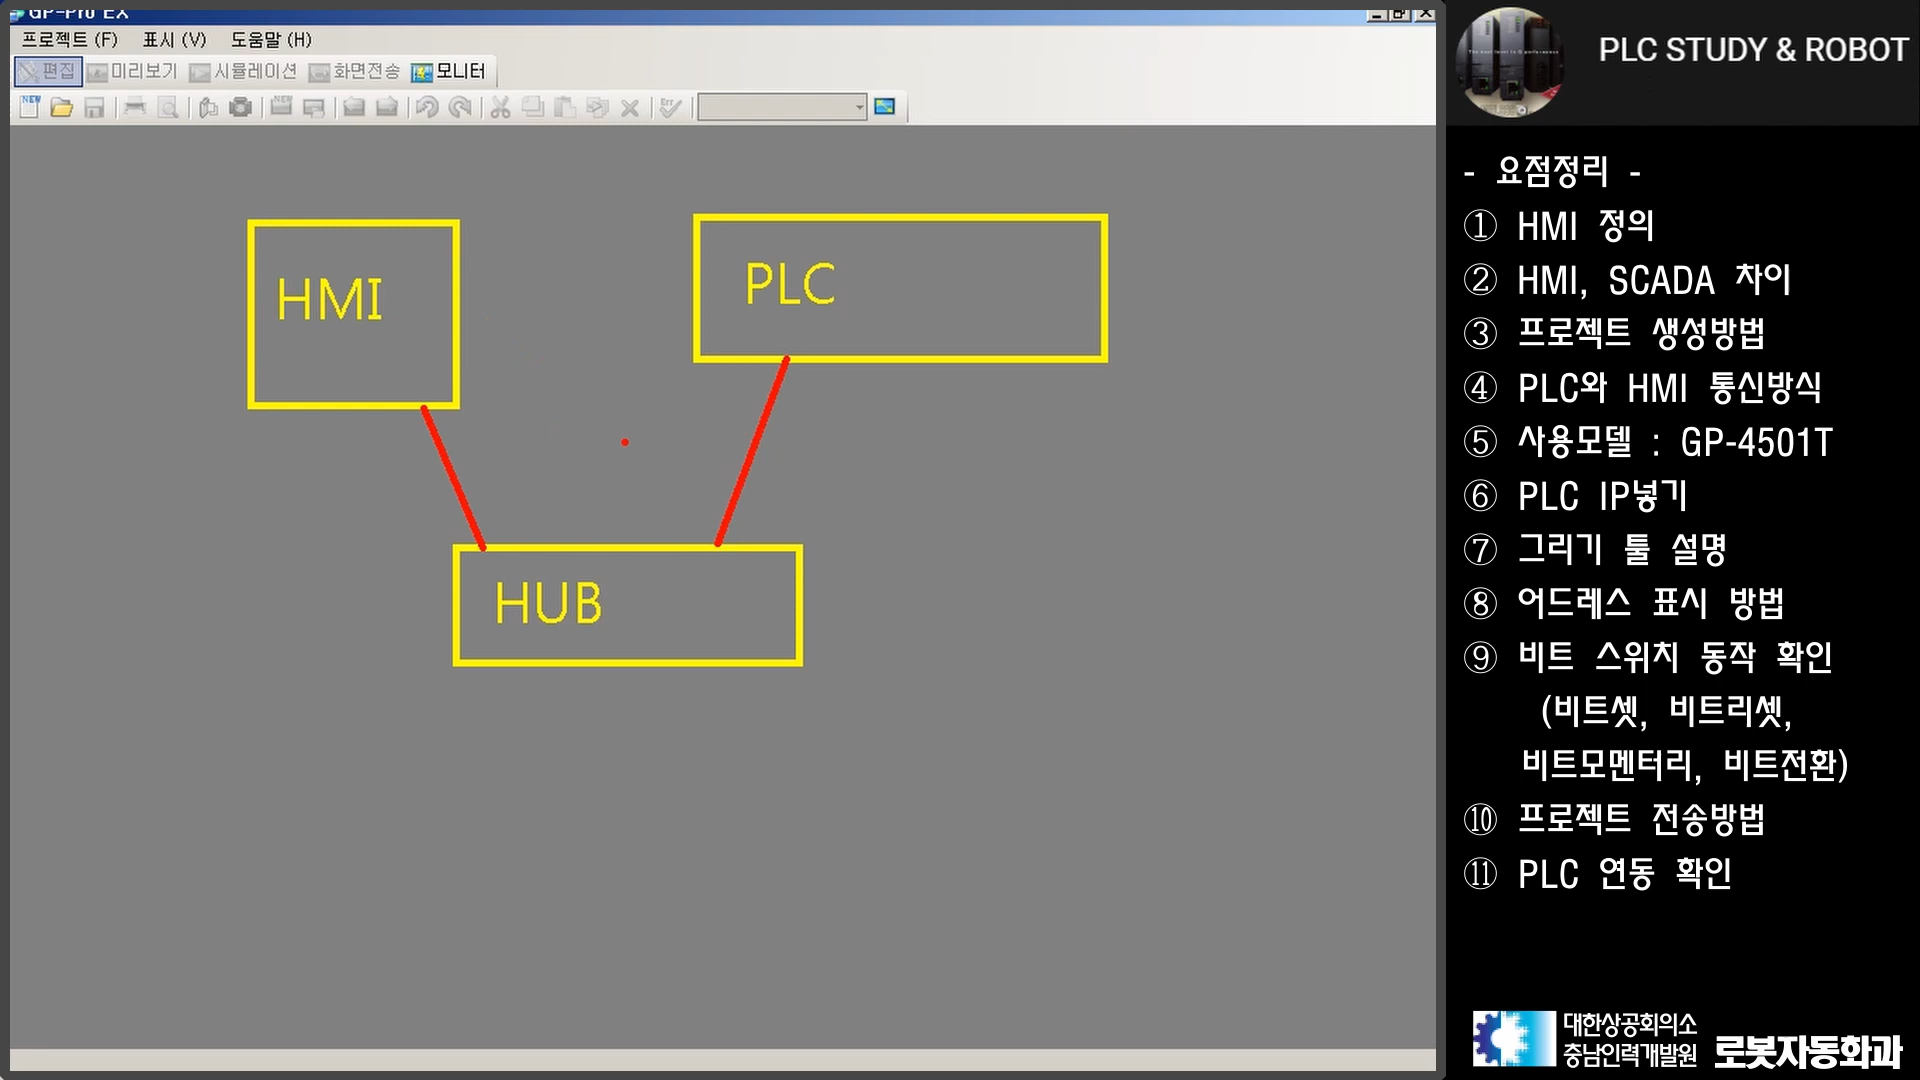 GP-Pro EX
프로젝트 (F) 표시 (V) 도움말 (H)
편집 미리보기 시뮬레이션 화면전송 모니터
HMI
PLC
HUB
PLC STUDY & ROBOT
- 요점정리 -
① HMI 정의
② HMI, SCADA 차이
③ 프로젝트 생성방법
④ PLC와 HMI 통신방식
⑤ 사용모델 : GP-4501T
⑥ PLC IP넣기
⑦ 그리기 툴 설명
⑧ 어드레스 표시 방법
⑨ 비트 스위치 동작 확인
(비트셋, 비트리셋,
비트모멘터리, 비트전환)
⑩ 프로젝트 전송방법
⑪ PLC 연동 확인
대한상공회의소
충남인력개발원 로봇자동화과